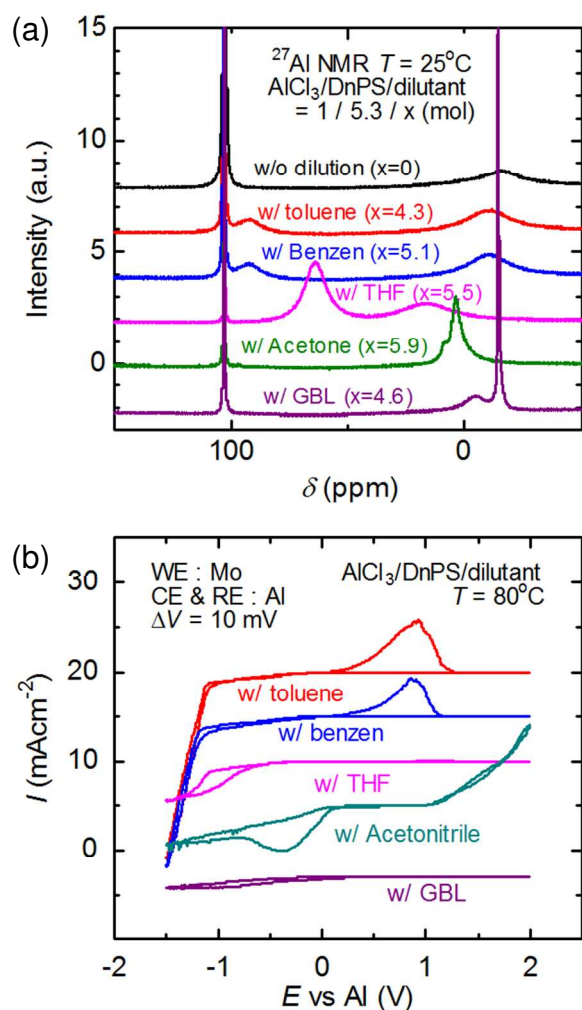 (a)
15
²⁷Al NMR T = 25°C
AlCl₃/DnPS/dilutant
= 1 / 5.3 / x (mol)
10
w/o dilution (x=0)
w/ toluene (x=4.3)
5
w/ Benzen (x=5.1)
w/ THF (x=5.5)
w/ Acetone (x=5.9)
0
w/ GBL (x=4.6)
Intensity (a.u.)
100 0
δ (ppm)
(b)
WE : Mo AlCl₃/DnPS/dilutant
CE & RE : Al T = 80°C
ΔV = 10 mV
30
20
w/ toluene
w/ benzen
10
w/ THF
w/ Acetonitrile
0
w/ GBL
I (mAcm⁻²)
-2 -1 0 1 2
E vs Al (V)